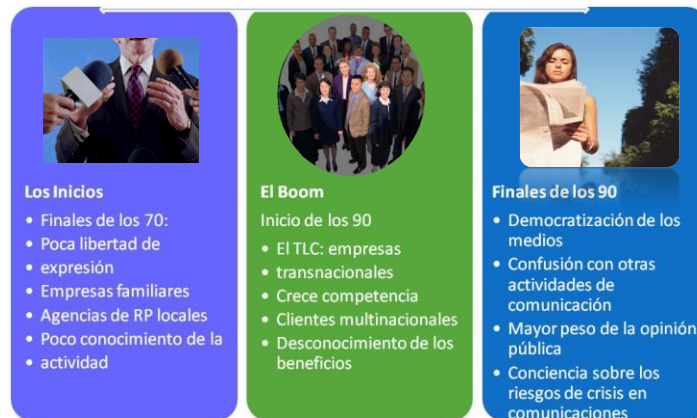 Los Inicios
• Finales de los 70:
• Poca libertad de
• expresión
• Empresas familiares
• Agencias de RP locales
• Poco conocimiento de la
• actividad
El Boom
Inicio de los 90
• El TLC: empresas
• transnacionales
• Crece competencia
• Clientes multinacionales
• Desconocimiento de los
beneficios
Finales de los 90
• Democratización de los
medios
• Confusión con otras
actividades de
comunicación
• Mayor peso de la opinión
pública
• Conciencia sobre los
riesgos de crisis en
comunicaciones